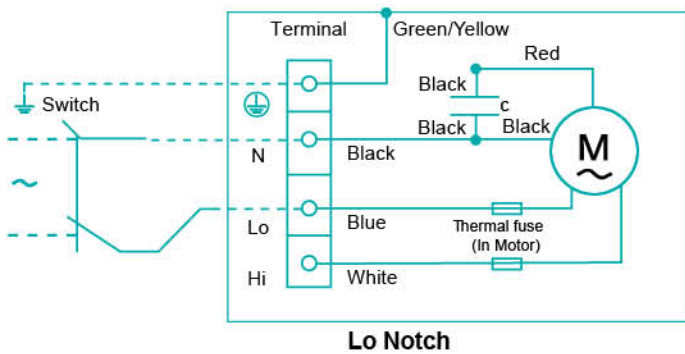 Terminal
Green/Yellow
Red
Black
Switch
c
Black
Black
N
Black
M
Lo
Blue
Thermal fuse
(In Motor)
Hi
White
Lo Notch